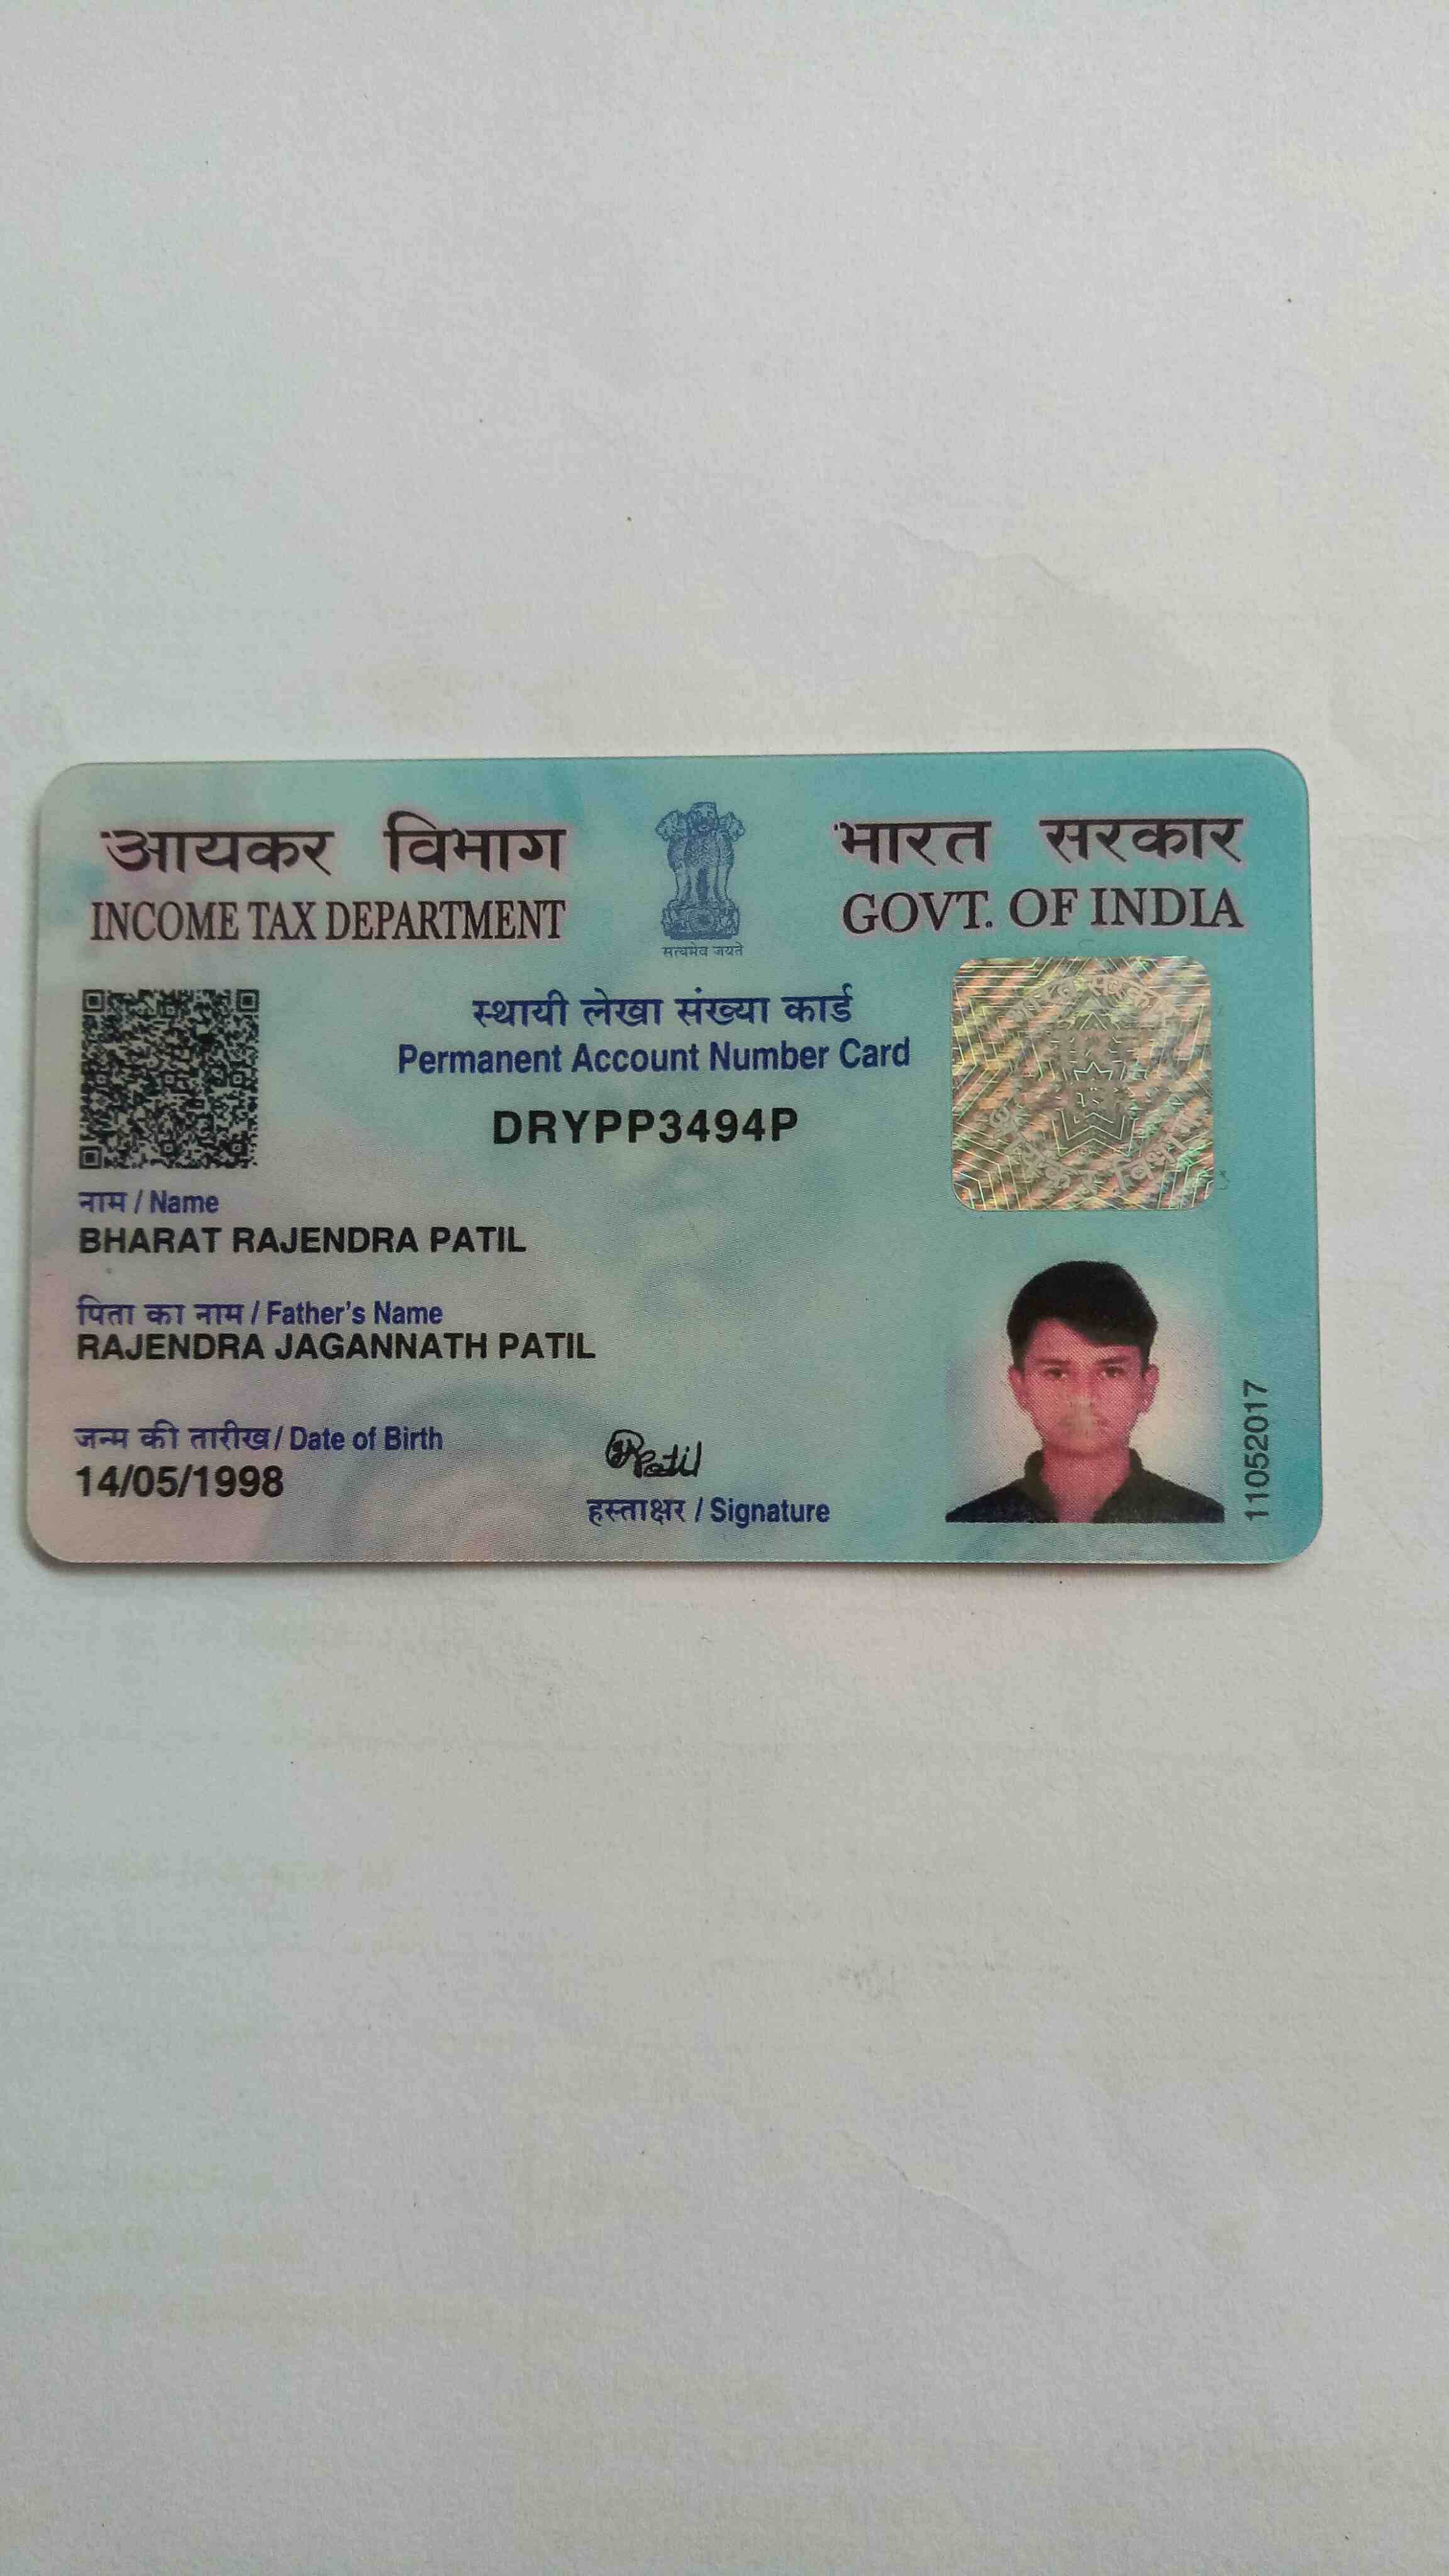 आयकर विभाग
INCOME TAX DEPARTMENT
सत्यमेव जयते
भारत सरकार
GOVT. OF INDIA
स्थायी लेखा संख्या कार्ड
Permanent Account Number Card
DRYPP3494P
नाम / Name
BHARAT RAJENDRA PATIL
पिता का नाम / Father's Name
RAJENDRA JAGANNATH PATIL
जन्म की तारीख / Date of Birth
14/05/1998
हस्ताक्षर / Signature
11052017